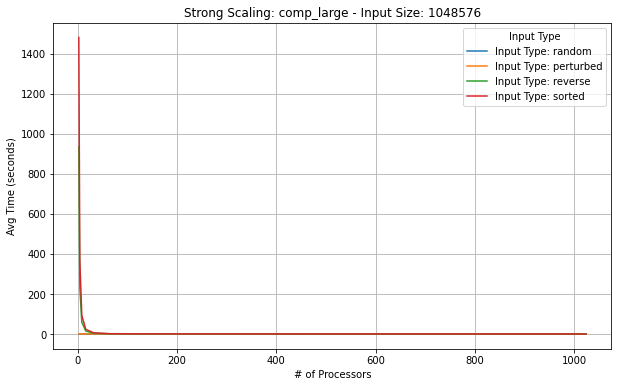 Strong Scaling: comp_large - Input Size: 1048576
Input Type
Input Type: random
Input Type: perturbed
Input Type: reverse
Input Type: sorted
Avg Time (seconds)
1400
1200
1000
800
600
400
200
0
0 200 400 600 800 1000
# of Processors